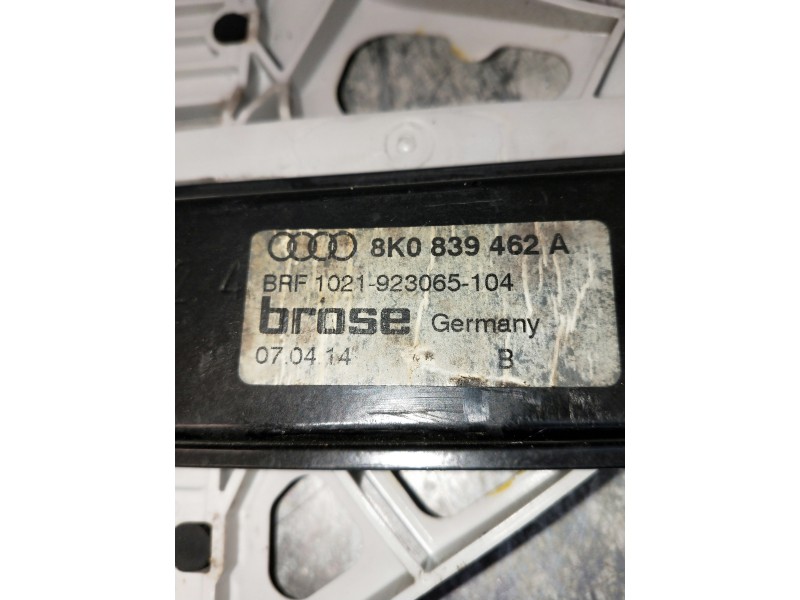 8K0 839 462 A
BRF 1021-923065-104
brose Germany
07.04.14 B